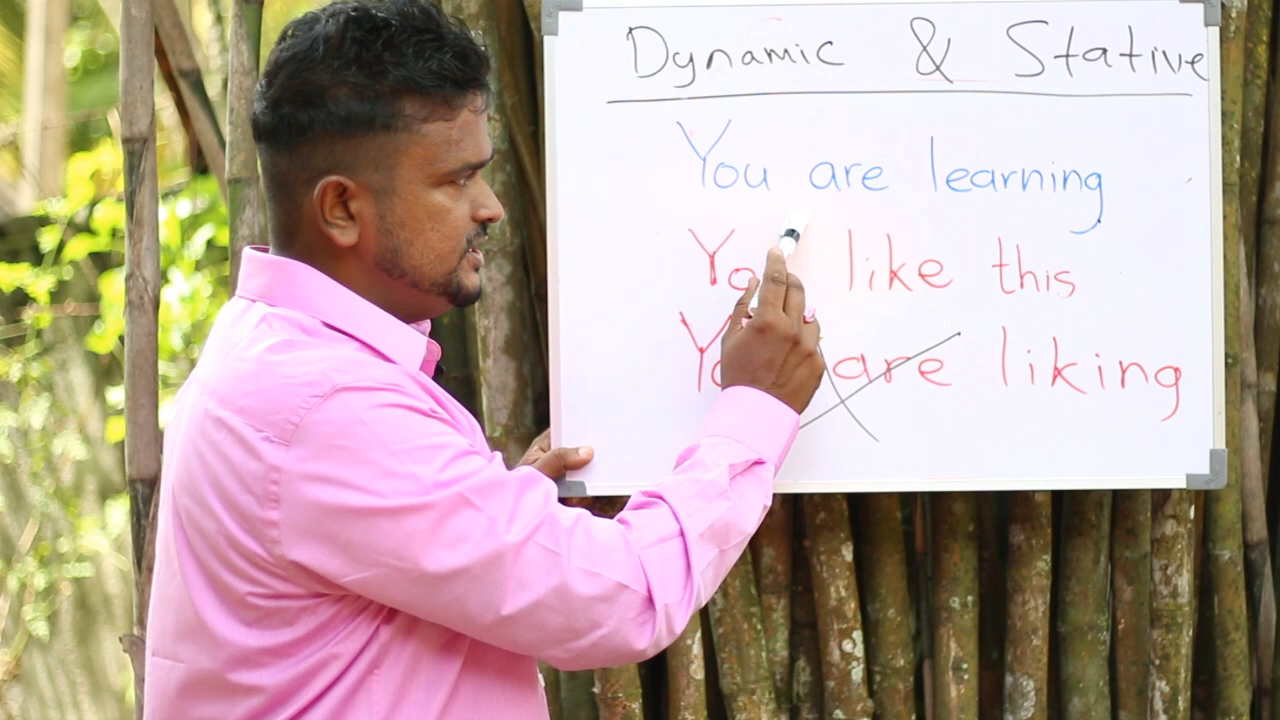 Dynamic & Stative
You are learning
like this
are liking